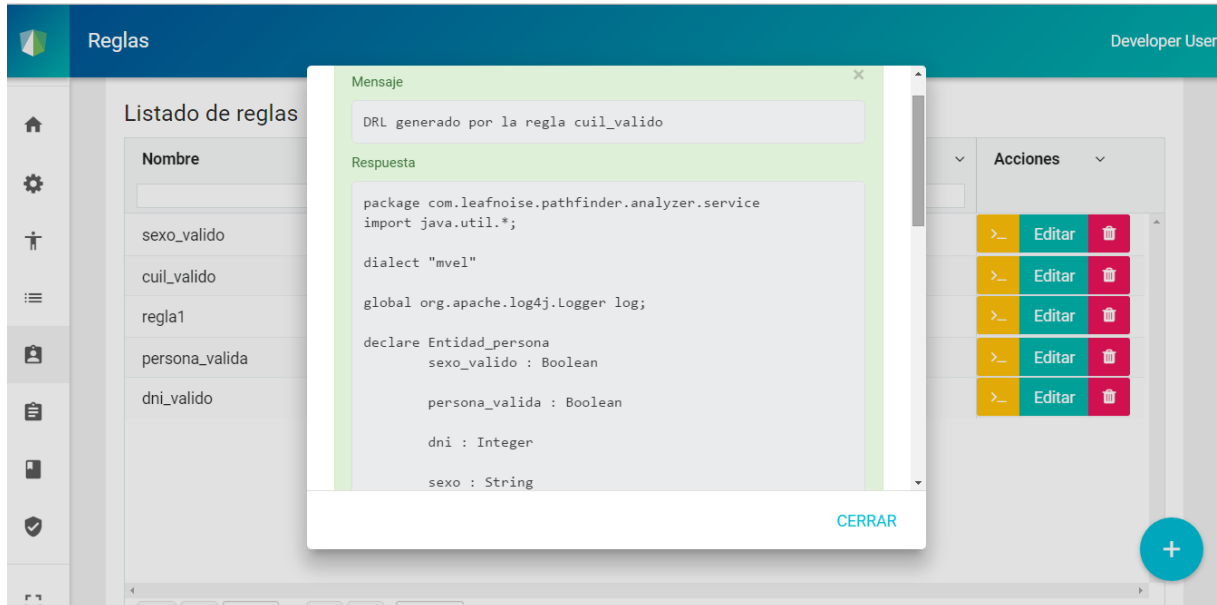 Reglas
Developer User
Listado de reglas
Nombre
Acciones
sexo_valido
>_ Editar
cuil_valido
>_ Editar
regla1
>_ Editar
persona_valida
>_ Editar
dni_valido
>_ Editar
Mensaje
×
DRL generado por la regla cuil_valido
Respuesta
package com.leafnoise.pathfinder.analyzer.service
import java.util.*;
dialect "mvel"
global org.apache.log4j.Logger log;
declare Entidad_persona
sexo_valido : Boolean
persona_valida : Boolean
dni : Integer
sexo : String
CERRAR
+